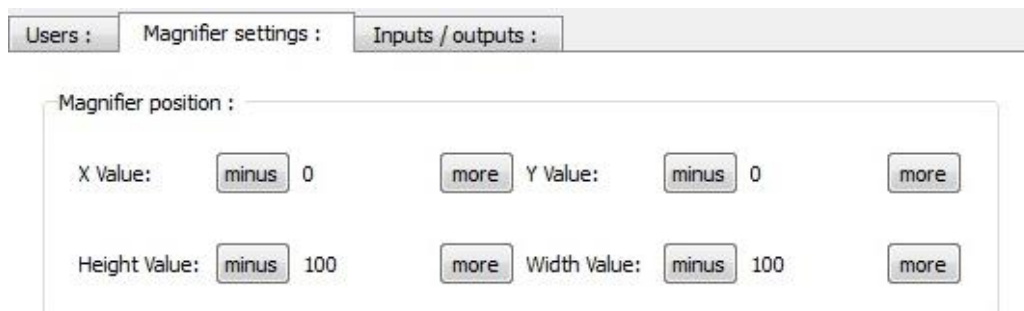 Users : Magnifier settings : Inputs / outputs :
Magnifier position :
X Value: minus 0 more Y Value: minus 0 more
Height Value: minus 100 more Width Value: minus 100 more